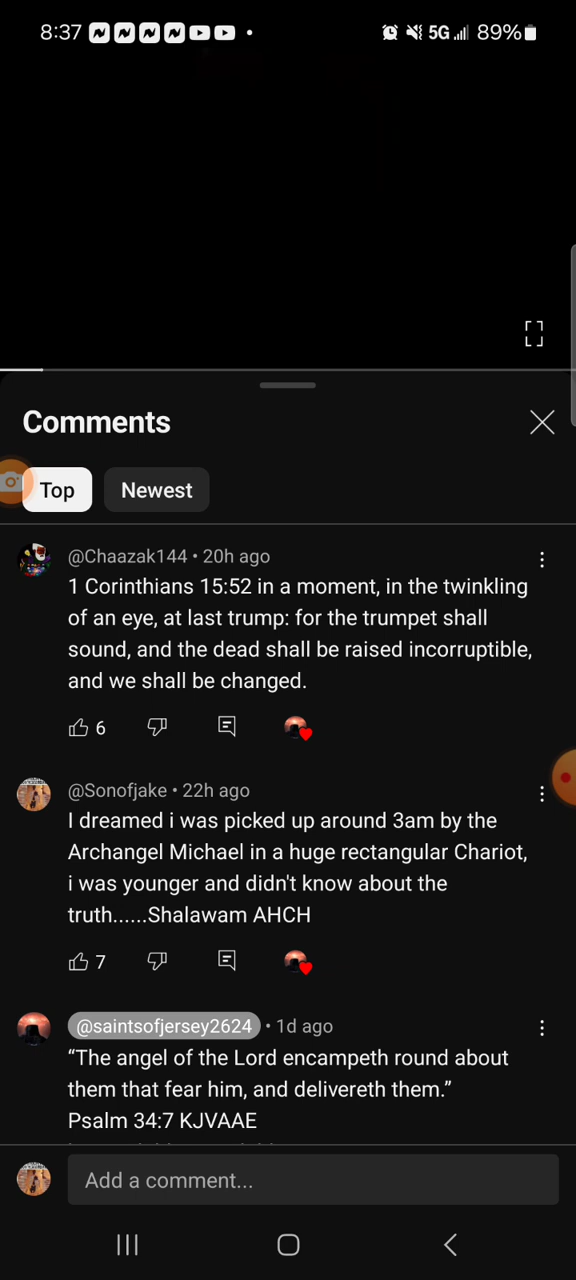 8:37
5G 89%
Comments
Top Newest
@Chaazak144 • 20h ago
1 Corinthians 15:52 in a moment, in the twinkling
of an eye, at last trump: for the trumpet shall
sound, and the dead shall be raised incorruptible,
and we shall be changed.
6
@Sonofjake • 22h ago
I dreamed i was picked up around 3am by the
Archangel Michael in a huge rectangular Chariot,
i was younger and didn't know about the
truth......Shalawam AHCH
7
@saintsofjersey2624 • 1d ago
“The angel of the Lord encampeth round about
them that fear him, and delivereth them.”
Psalm 34:7 KJVAAE
Add a comment...